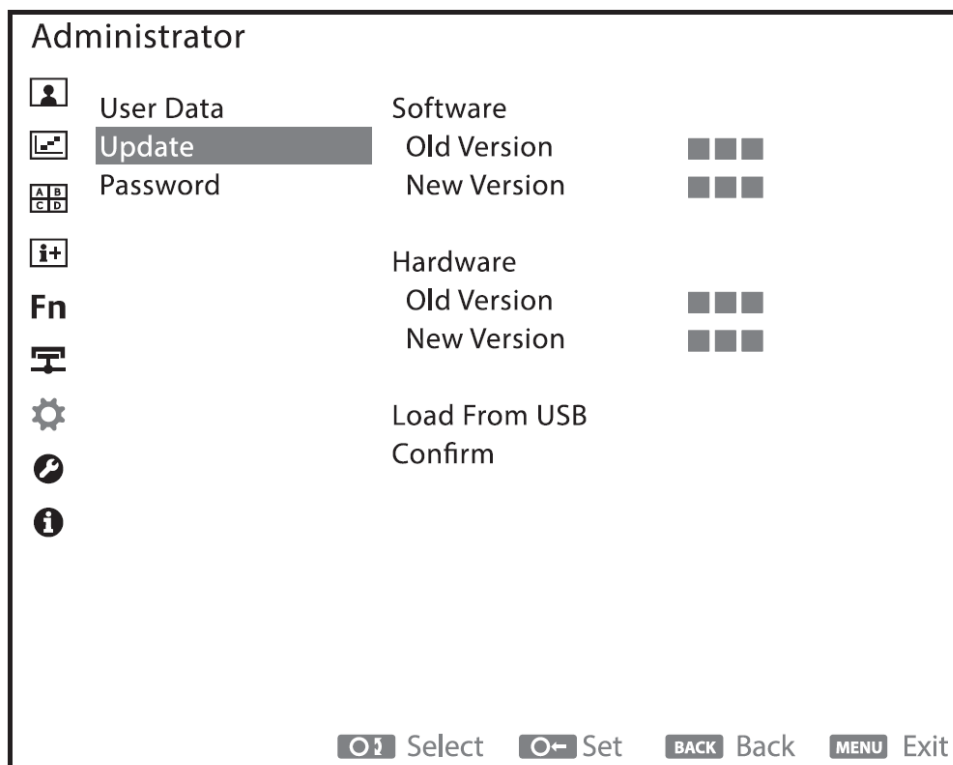 Administrator
User Data
Update
Password
Software
Old Version
New Version
Hardware
Old Version
New Version
Load From USB
Confirm
A B
C D
i+
Fn
i
Select Set BACK Back MENU Exit